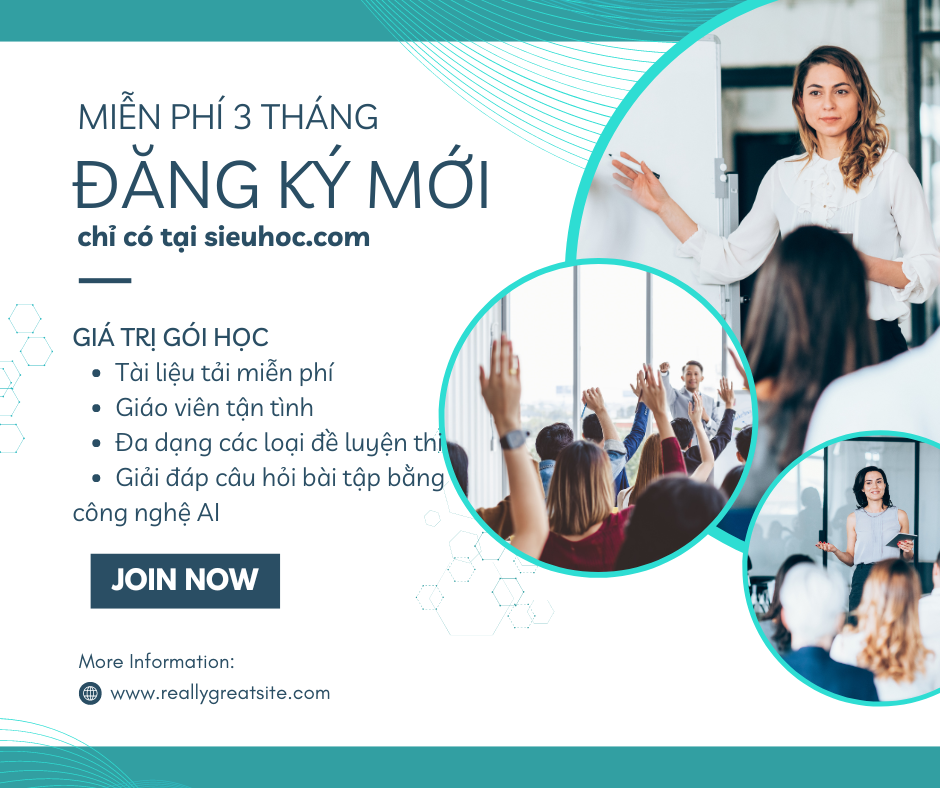 MIỄN PHÍ 3 THÁNG
ĐĂNG KÝ MỚI
chỉ có tại sieuhoc.com
GIÁ TRỊ GÓI HỌC
• Tài liệu tải miễn phí
• Giáo viên tận tình
• Đa dạng các loại đề luyện thi
• Giải đáp câu hỏi bài tập bằng
công nghệ AI
JOIN NOW
More Information:
www.reallygreatsite.com